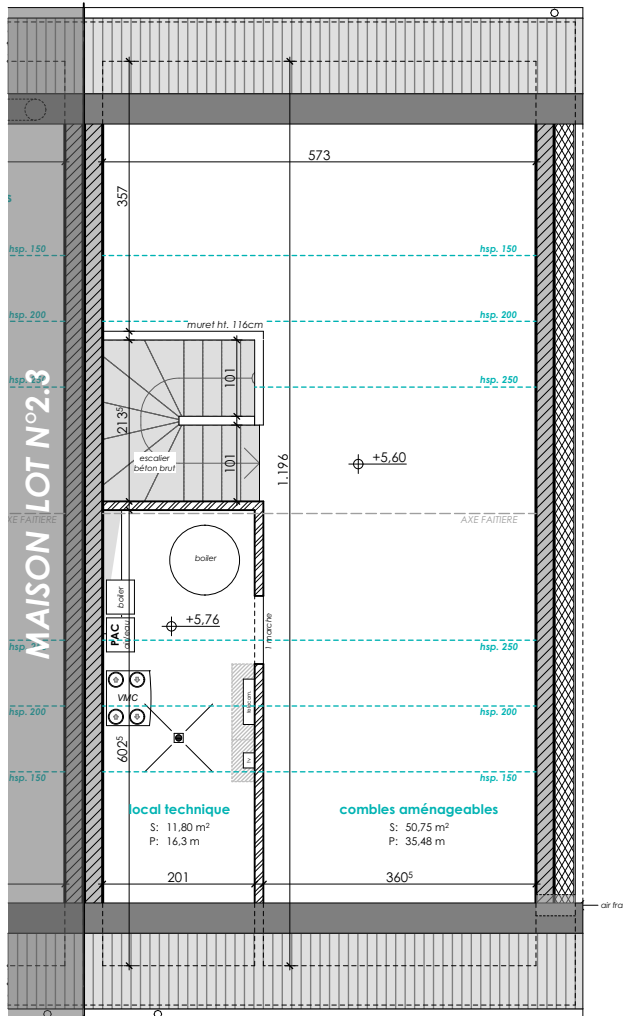 573
357
hsp. 150
hsp. 150
hsp. 200
hsp. 200
muret ht. 116cm
hsp. 250
hsp. 250
101
213⁵
101
escalier
béton brut
1.196
+5,60
MAISON LOT N°2.3
AXE FAITIERE
AXE FAITIERE
boiler
boiler
+5,76
PAC
1 marche
hsp. 250
VMC
hsp. 200
hsp. 200
602⁵
hsp. 150
hsp. 150
local technique
S: 11,80 m²
P: 16,3 m
combles aménageables
S: 50,75 m²
P: 35,48 m
201
360⁵
air fra